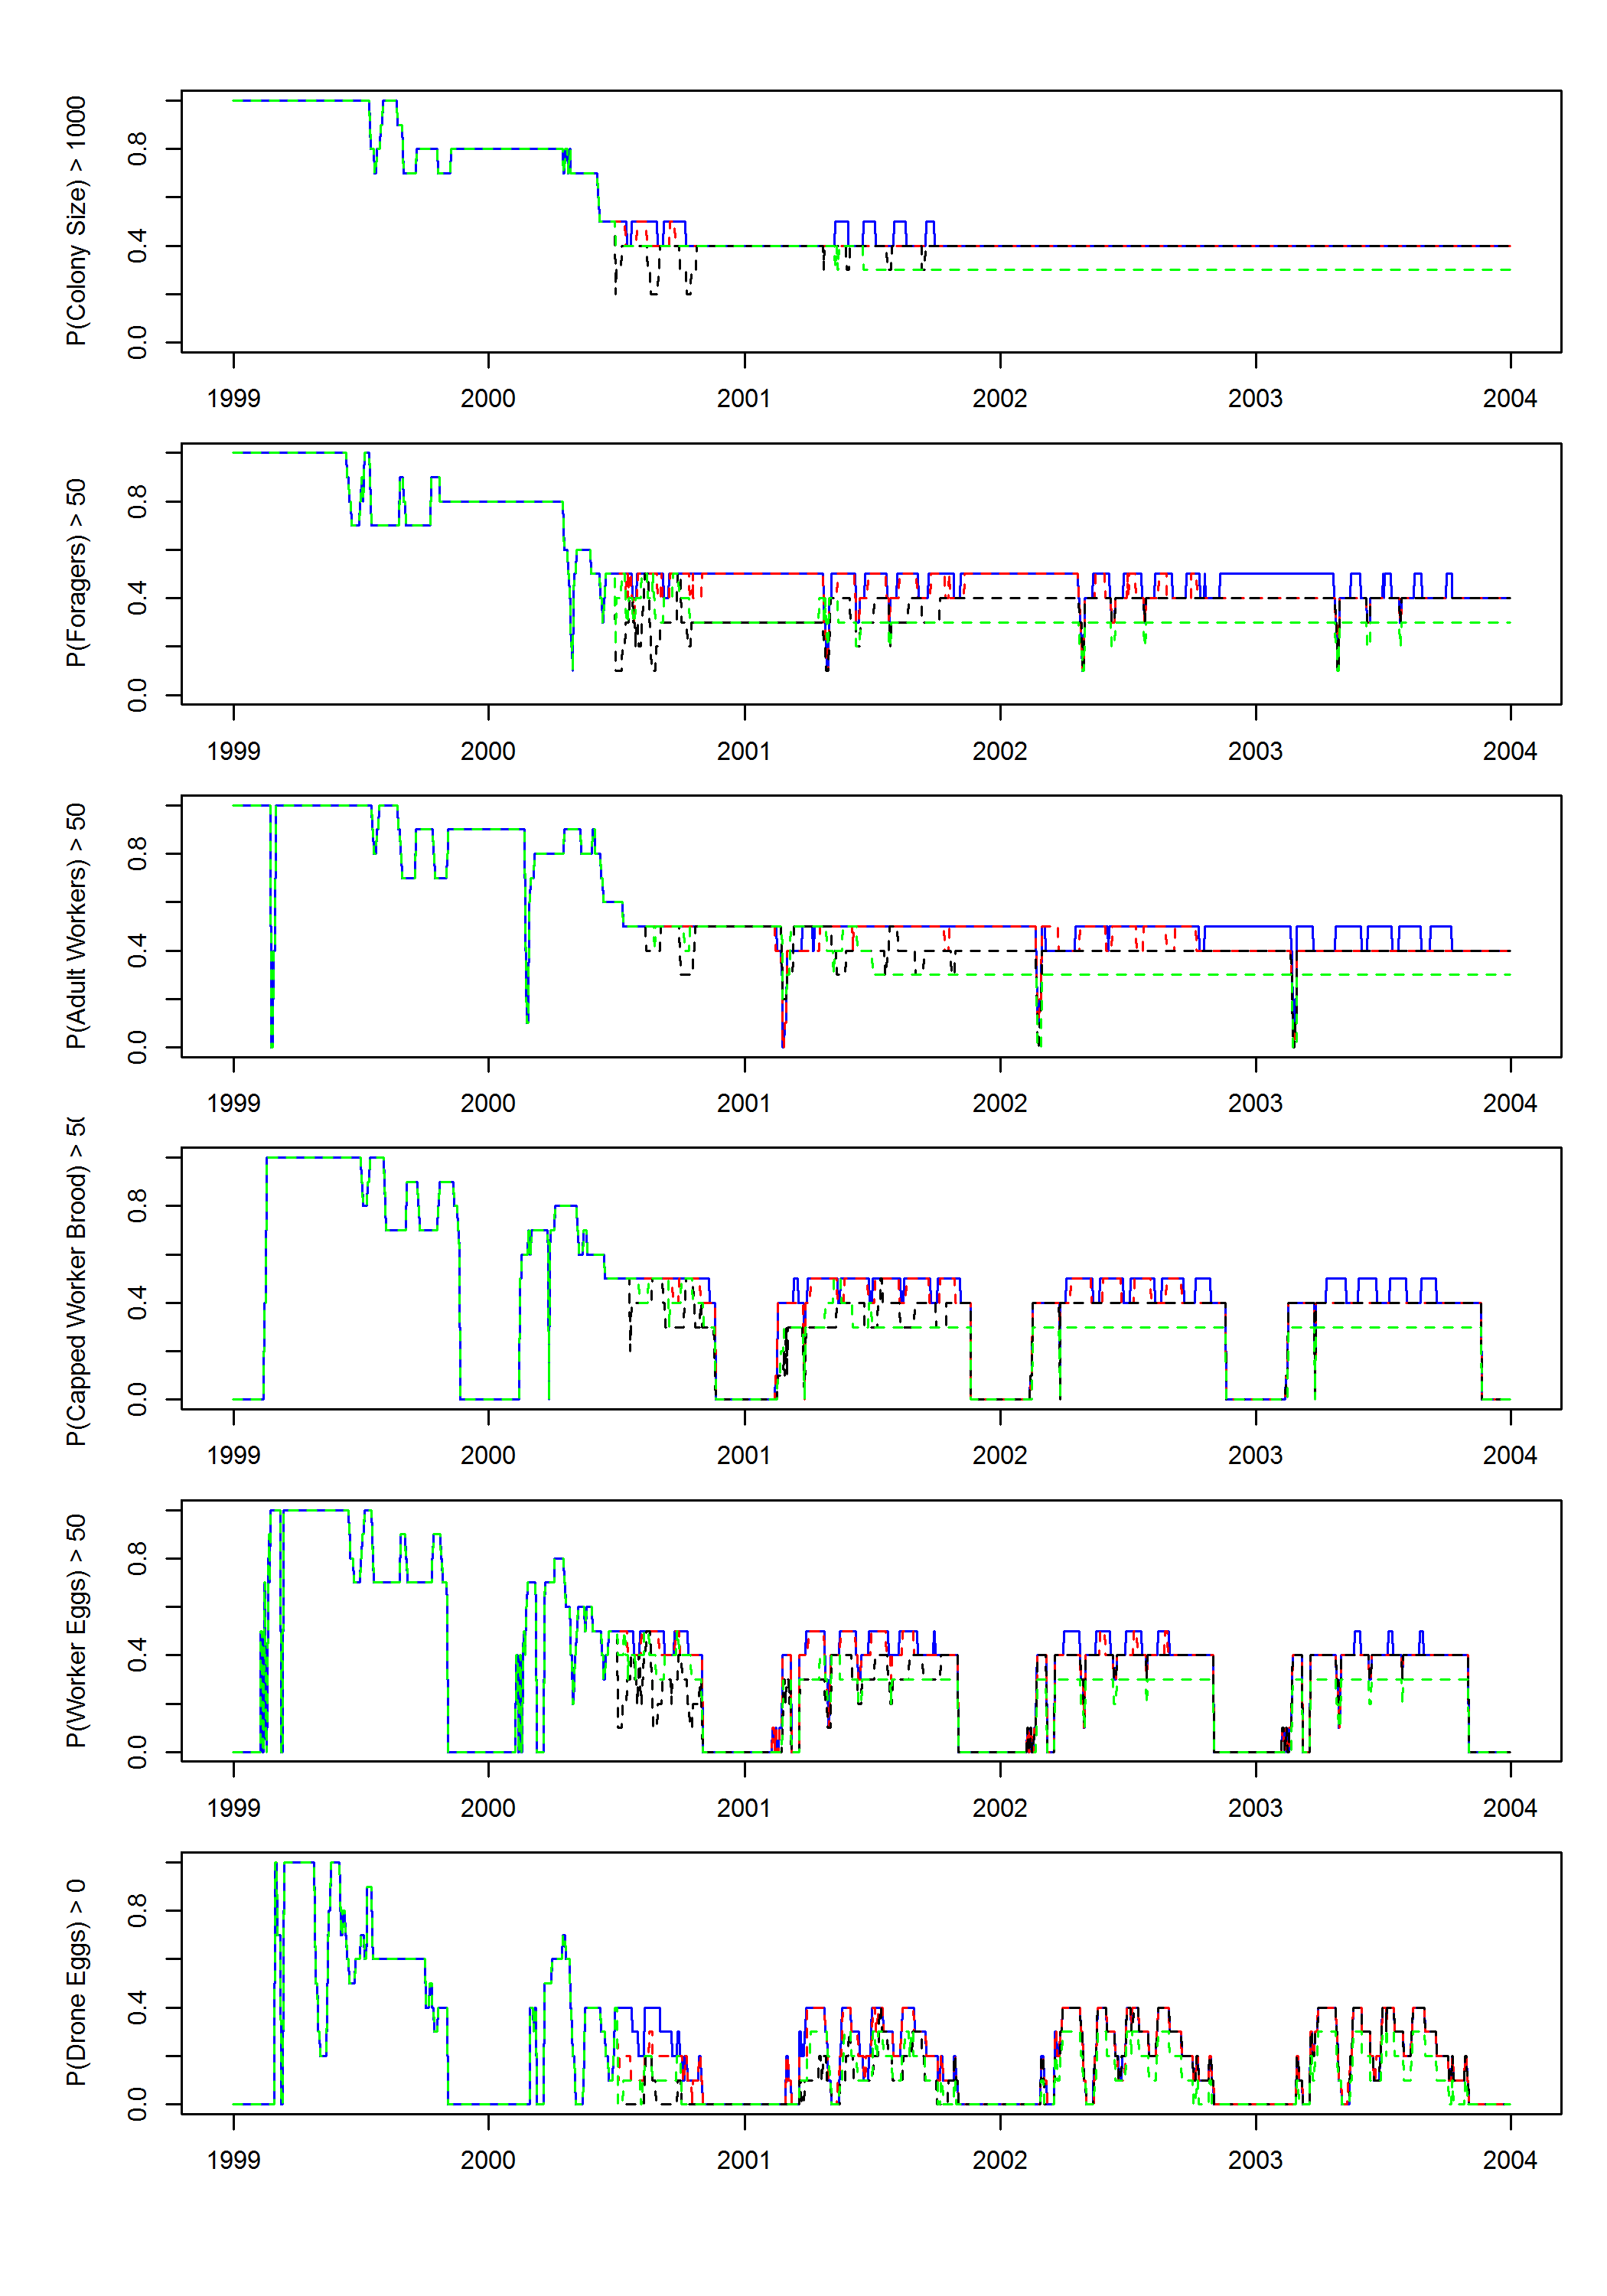 P(Colony Size) > 1000
0.0 0.4 0.8
1999 2000 2001 2002 2003 2004
P(Foragers) > 50
0.0 0.4 0.8
1999 2000 2001 2002 2003 2004
P(Adult Workers) > 50
0.0 0.4 0.8
1999 2000 2001 2002 2003 2004
P(Capped Worker Brood) > 5
0.0 0.4 0.8
1999 2000 2001 2002 2003 2004
P(Worker Eggs) > 50
0.0 0.4 0.8
1999 2000 2001 2002 2003 2004
P(Drone Eggs) > 0
0.0 0.4 0.8
1999 2000 2001 2002 2003 2004